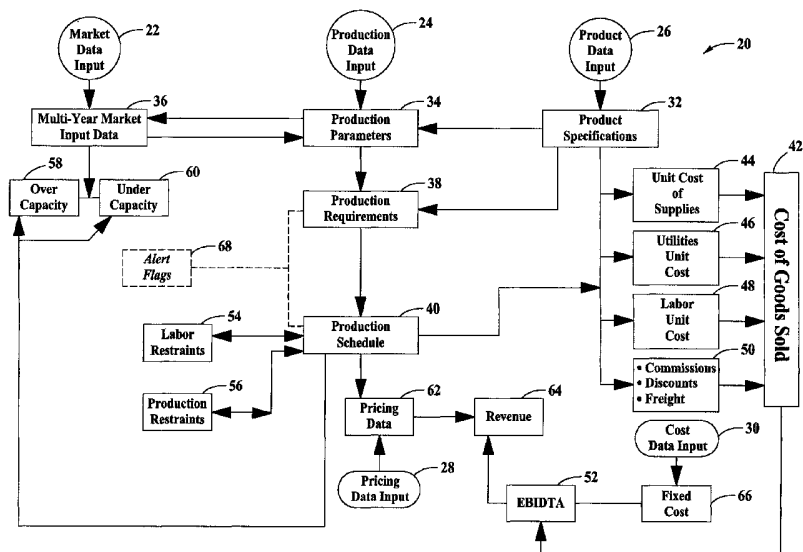 Market
Data
Input
22
Production
Data
Input
24
Product
Data
Input
26
20
Multi-Year Market
Input Data
36
Production
Parameters
34
Product
Specifications
32
58
Over
Capacity
60
Under
Capacity
Production
Requirements
38
Unit Cost
of
Supplies
44
42
Cost of Goods Sold
Alert
Flags
68
Utilities
Unit
Cost
46
Production
Schedule
40
Labor
Unit
Cost
48
Labor
Restraints
54
• Commissious
• Discounts
• Freight
50
Production
Restraints
56
Pricing
Data
62
Revenue
64
Cost
Data Input
30
Pricing
Data Input
28
EBIDTA
52
Fixed
Cost
66